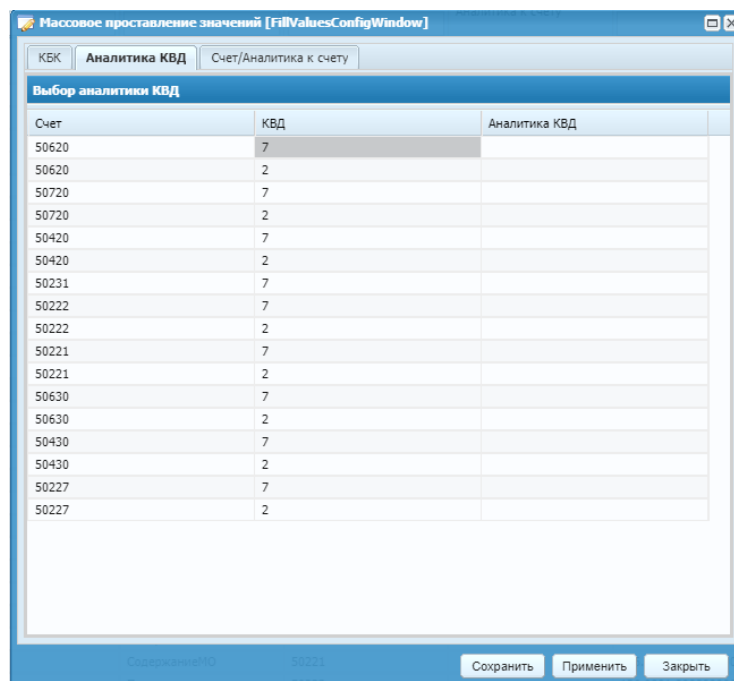 Массовое проставление значений [FillValuesConfigWindow]
КБК Аналитика КВД Счет/Аналитика к счету
Выбор аналитики КВД
Счет КВД Аналитика КВД
50620 7
50620 2
50720 7
50720 2
50420 7
50420 2
50231 7
50222 7
50222 2
50221 7
50221 2
50630 7
50630 2
50430 7
50430 2
50227 7
50227 2
СодержаниеМО 50221
Сохранить Применить Закрыть